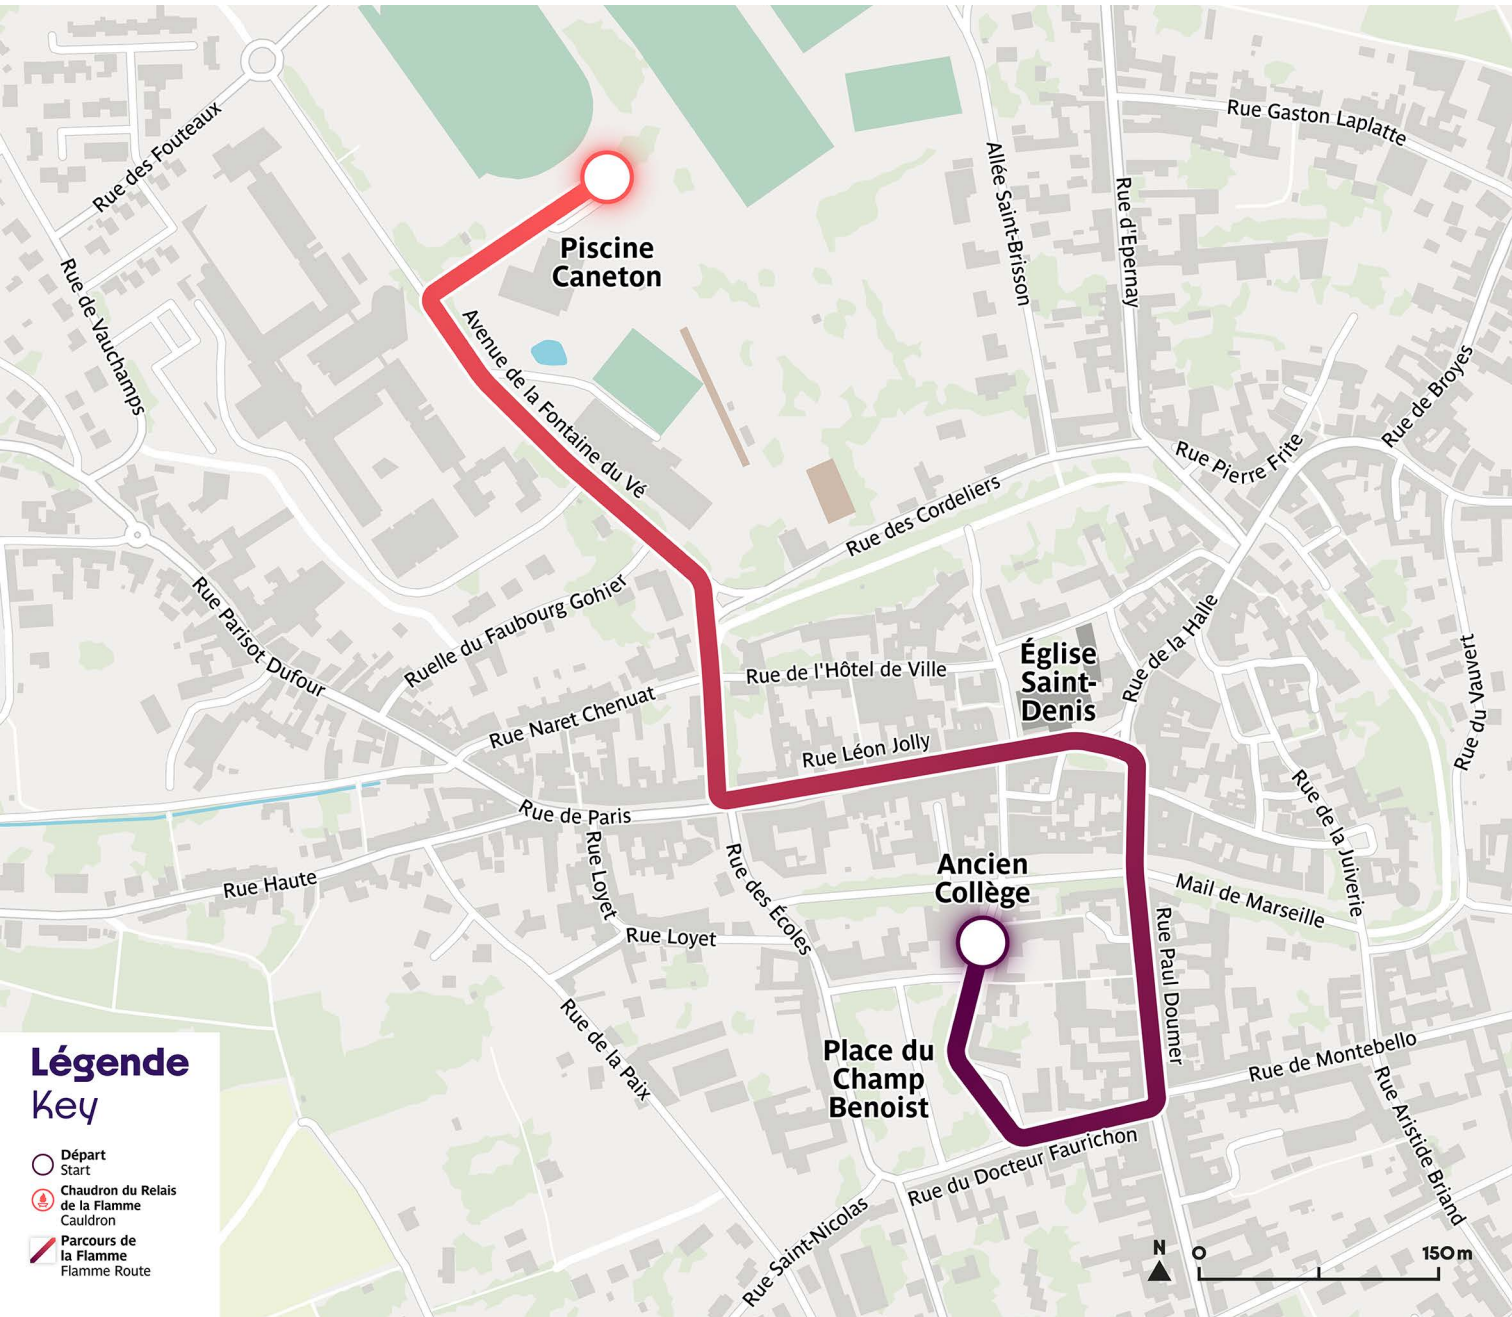 Rue Gaston Laplatte
Rue des Fouteaux
Allée Saint-Brisson
Rue d'Epernay
Piscine
Caneton
Rue de Vauchamps
Avenue de la Fontaine du Vé
Rue de Broyes
Rue Pierre Frite
Rue des Cordeliers
Rue Parisot Dufour
Ruelle du Faubourg Gohier
Rue de la Halle
Rue du Vauvert
Église
Saint-
Denis
Rue de l'Hôtel de Ville
Rue Naret Chenuat
Rue Léon Jolly
Rue de Paris
Rue de la Juiverie
Rue Loyet
Rue des Écoles
Ancien
Collège
Rue Haute
Mail de Marseille
Rue Loyet
Rue Paul Doumer
Rue de la Paix
Place du
Champ
Benoist
Rue de Montebello
Rue Aristide Briand
Rue du Docteur Faurichon
Rue Saint-Nicolas
Légende
Key
Départ
Start
Chaudron du Relais
de la Flamme
Cauldron
Parcours de
la Flamme
Flamme Route
N 0 150m